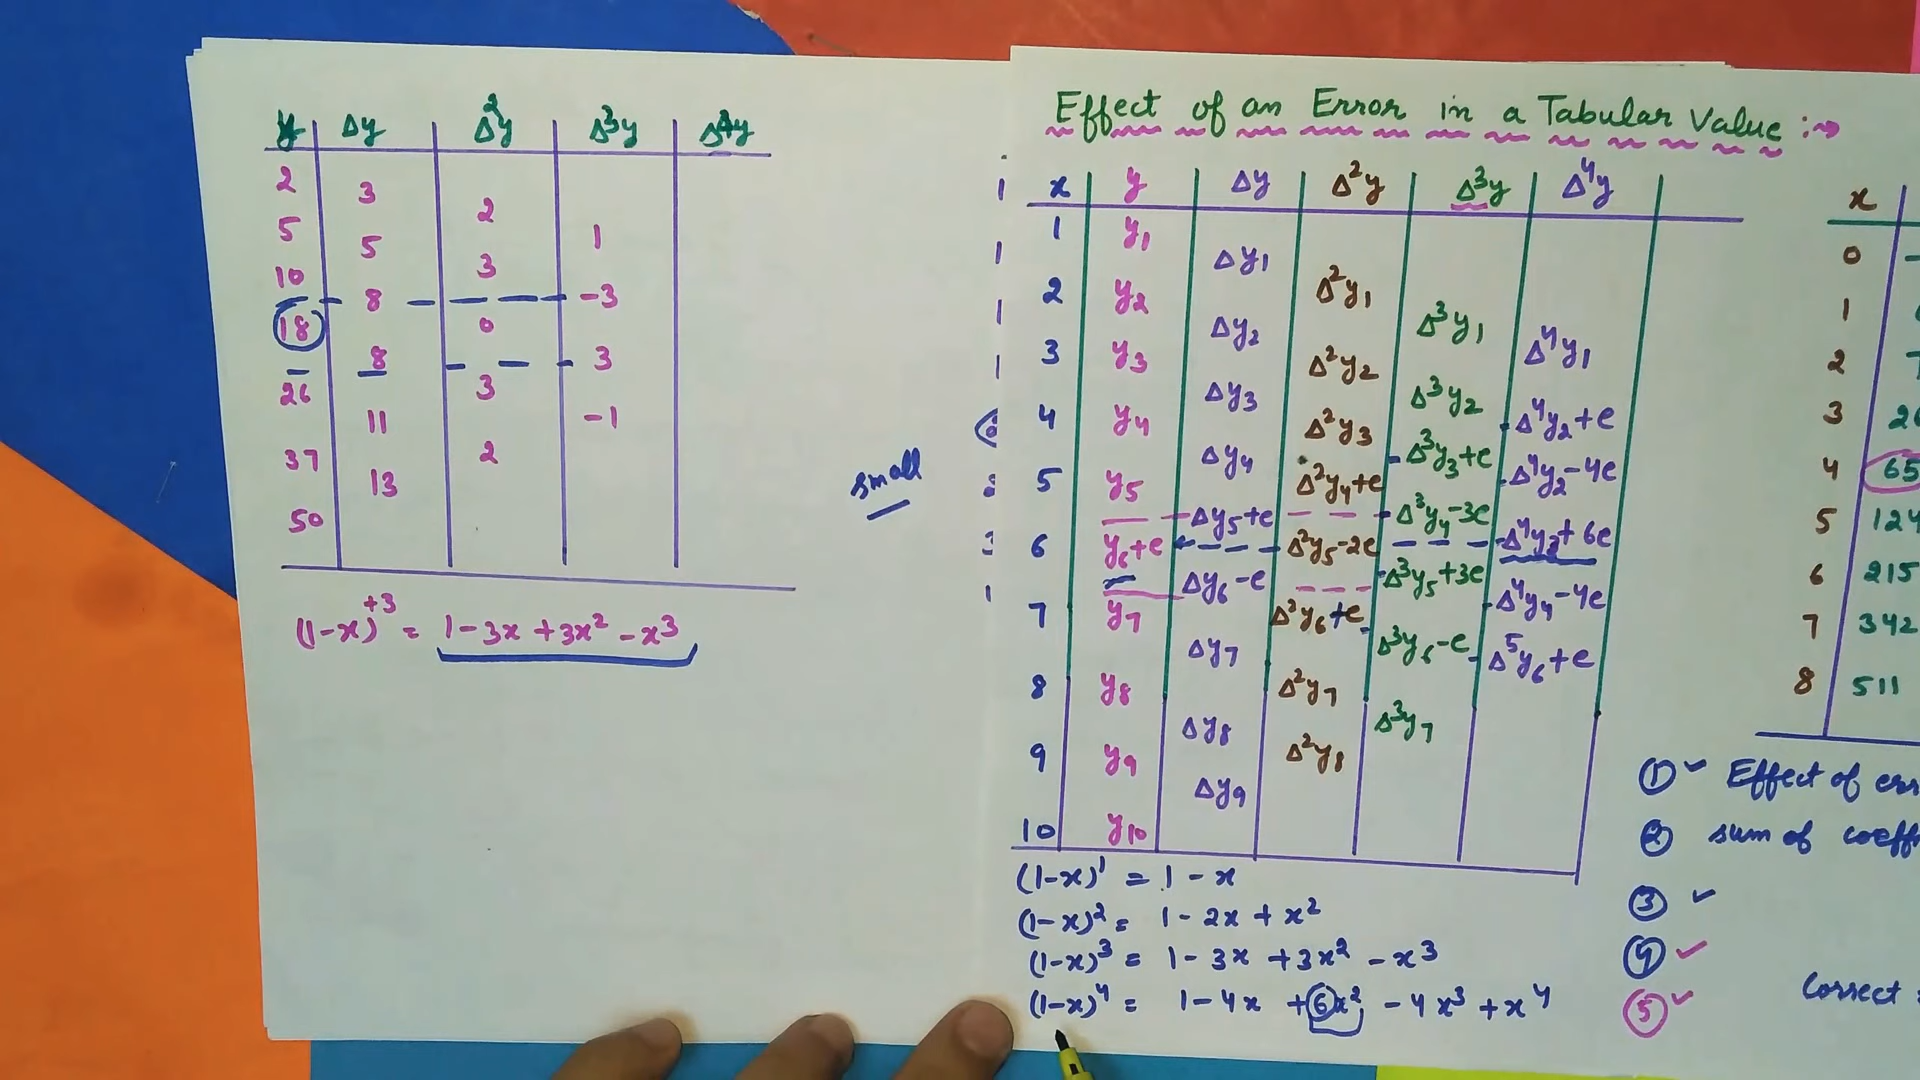 y Δy Δ²y Δ³y Δ⁴y
2
3
2
5
1
5
3
10
-3
8
18
0
8
3
26
3
11
-1
37
2
13
50
(1-x)⁺³ = 1-3x+3x²-x³
small
Effect of an Error in a Tabular Value :→
x y Δy Δ²y Δ³y Δ⁴y
1 y₁
Δy₁
2 y₂ Δ²y₁
Δy₂ Δ³y₁
3 y₃ Δ²y₂ Δ⁴y₁
Δy₃ Δ³y₂
4 y₄ Δ²y₃ Δ⁴y₂+e
Δy₄ Δ³y₃+e
5 y₅ Δ²y₄+e Δ⁴y₂-4e
Δy₅+e Δ³y₄-3e
6 y₆+e Δ²y₅-2e Δ⁴y₃+6e
Δy₆-e Δ³y₅+3e
7 y₇ Δ²y₆+e Δ⁴y₄-4e
Δy₇ Δ³y₆-e Δ⁵y₆+e
8 y₈ Δ²y₇
Δy₈ Δ³y₇
9 y₉ Δ²y₈
Δy₉
10 y₁₀
(1-x)¹ = 1-x
(1-x)² = 1-2x+x²
(1-x)³ = 1-3x+3x²-x³
(1-x)⁴ = 1-4x+6x²-4x³+x⁴
x
0
1
2
3
4 65
5 124
6 215
7 342
8 511
① ✓ Effect of
② sum of
③ ✓
④ ✓
⑤ ✓
Correct